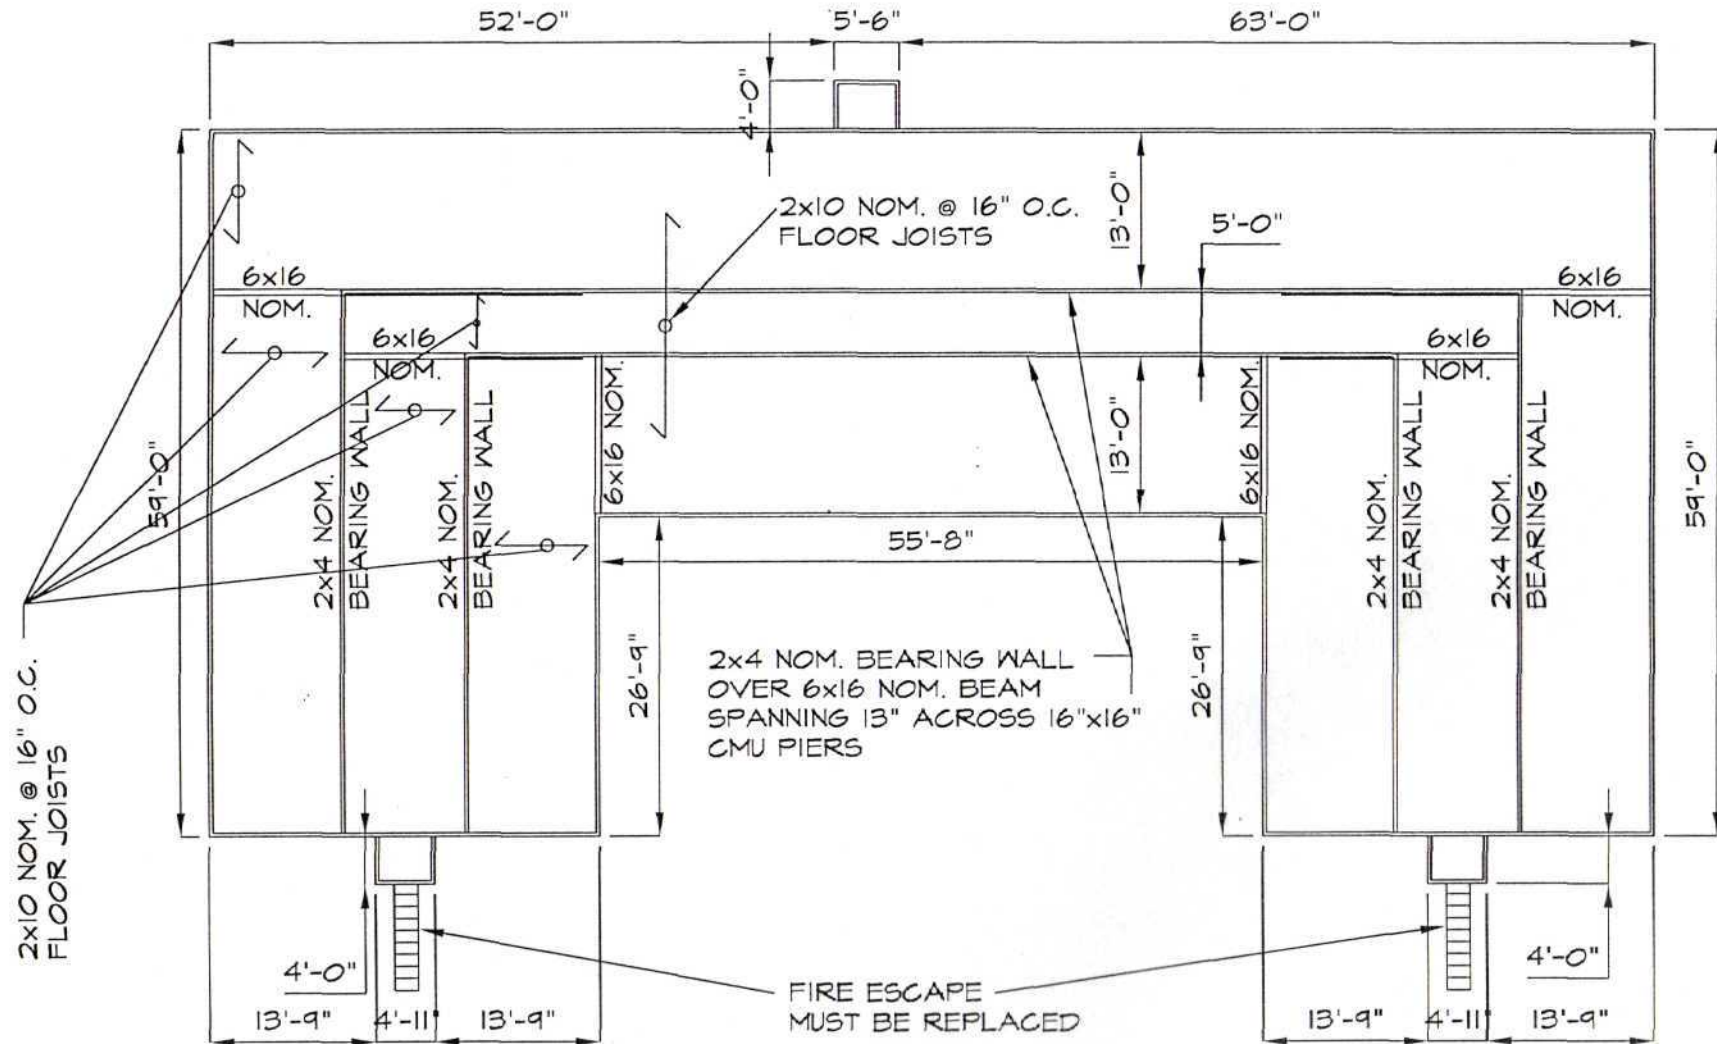 52'-0"
5'-6"
63'-0"
4'-0"
2x10 NOM. @ 16" O.C.
FLOOR JOISTS
13'-0"
5'-0"
6x16
NOM.
6x16
NOM.
6x16
NOM.
6x16
NOM.
59'-0"
2x4 NOM.
BEARING WALL
2x4 NOM.
BEARING WALL
6x16 NOM.
13'-0"
6x16 NOM.
2x4 NOM.
BEARING WALL
2x4 NOM.
BEARING WALL
59'-0"
55'-8"
26'-9"
2x4 NOM. BEARING WALL
OVER 6x16 NOM. BEAM
SPANNING 13" ACROSS 16"x16"
CMU PIERS
26'-9"
2x10 NOM. @ 16" O.C.
FLOOR JOISTS
4'-0"
13'-9"
4'-11"
13'-9"
FIRE ESCAPE
MUST BE REPLACED
4'-0"
13'-9"
4'-11"
13'-9"